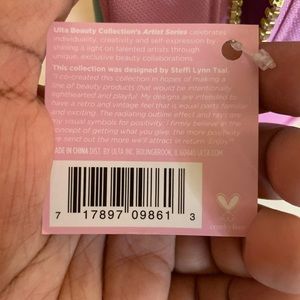 Ulta Beauty Collection's Artist Series celebrates
individuality, creativity and self-expression by
shining a light on talented artists through
unique, exclusive beauty collaborations.
This collection was designed by Steffi Lynn Tsai.
"I co-created this collection in hopes of making a
line of beauty products that would be intentionally
lighthearted and playful. My designs are intended to
have a retro and vintage feel that is equal parts familiar
and exciting. The radiating outline effect and rays are
my visual symbols for positivity. I firmly believe in the
concept of getting what you give; the more positivity
we send out the more we'll attract in return. Enjoy."
MADE IN CHINA DIST. BY ULTA INC. BOLINGBROOK, IL 60440 ULTA.COM
7 17897 09861 3